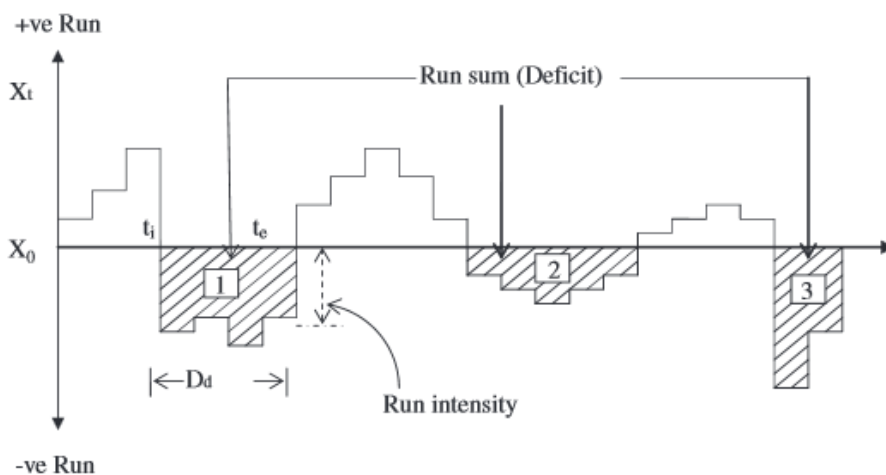 +ve Run
Xt
Run sum (Deficit)
ti
te
X0
1
2
3
Dd
Run intensity
-ve Run